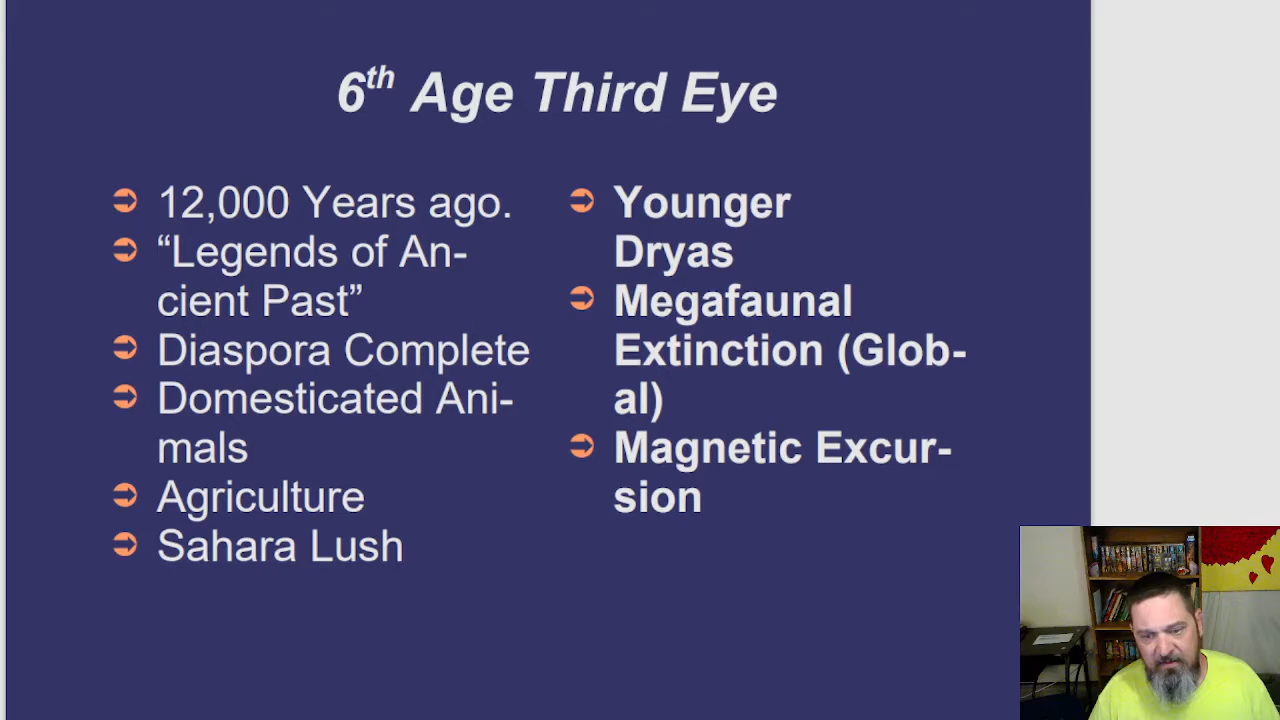 6th Age Third Eye
12,000 Years ago.
“Legends of An-
cient Past”
Diaspora Complete
Domesticated Ani-
mals
Agriculture
Sahara Lush
Younger
Dryas
Megafaunal
Extinction (Glob-
al)
Magnetic Excur-
sion